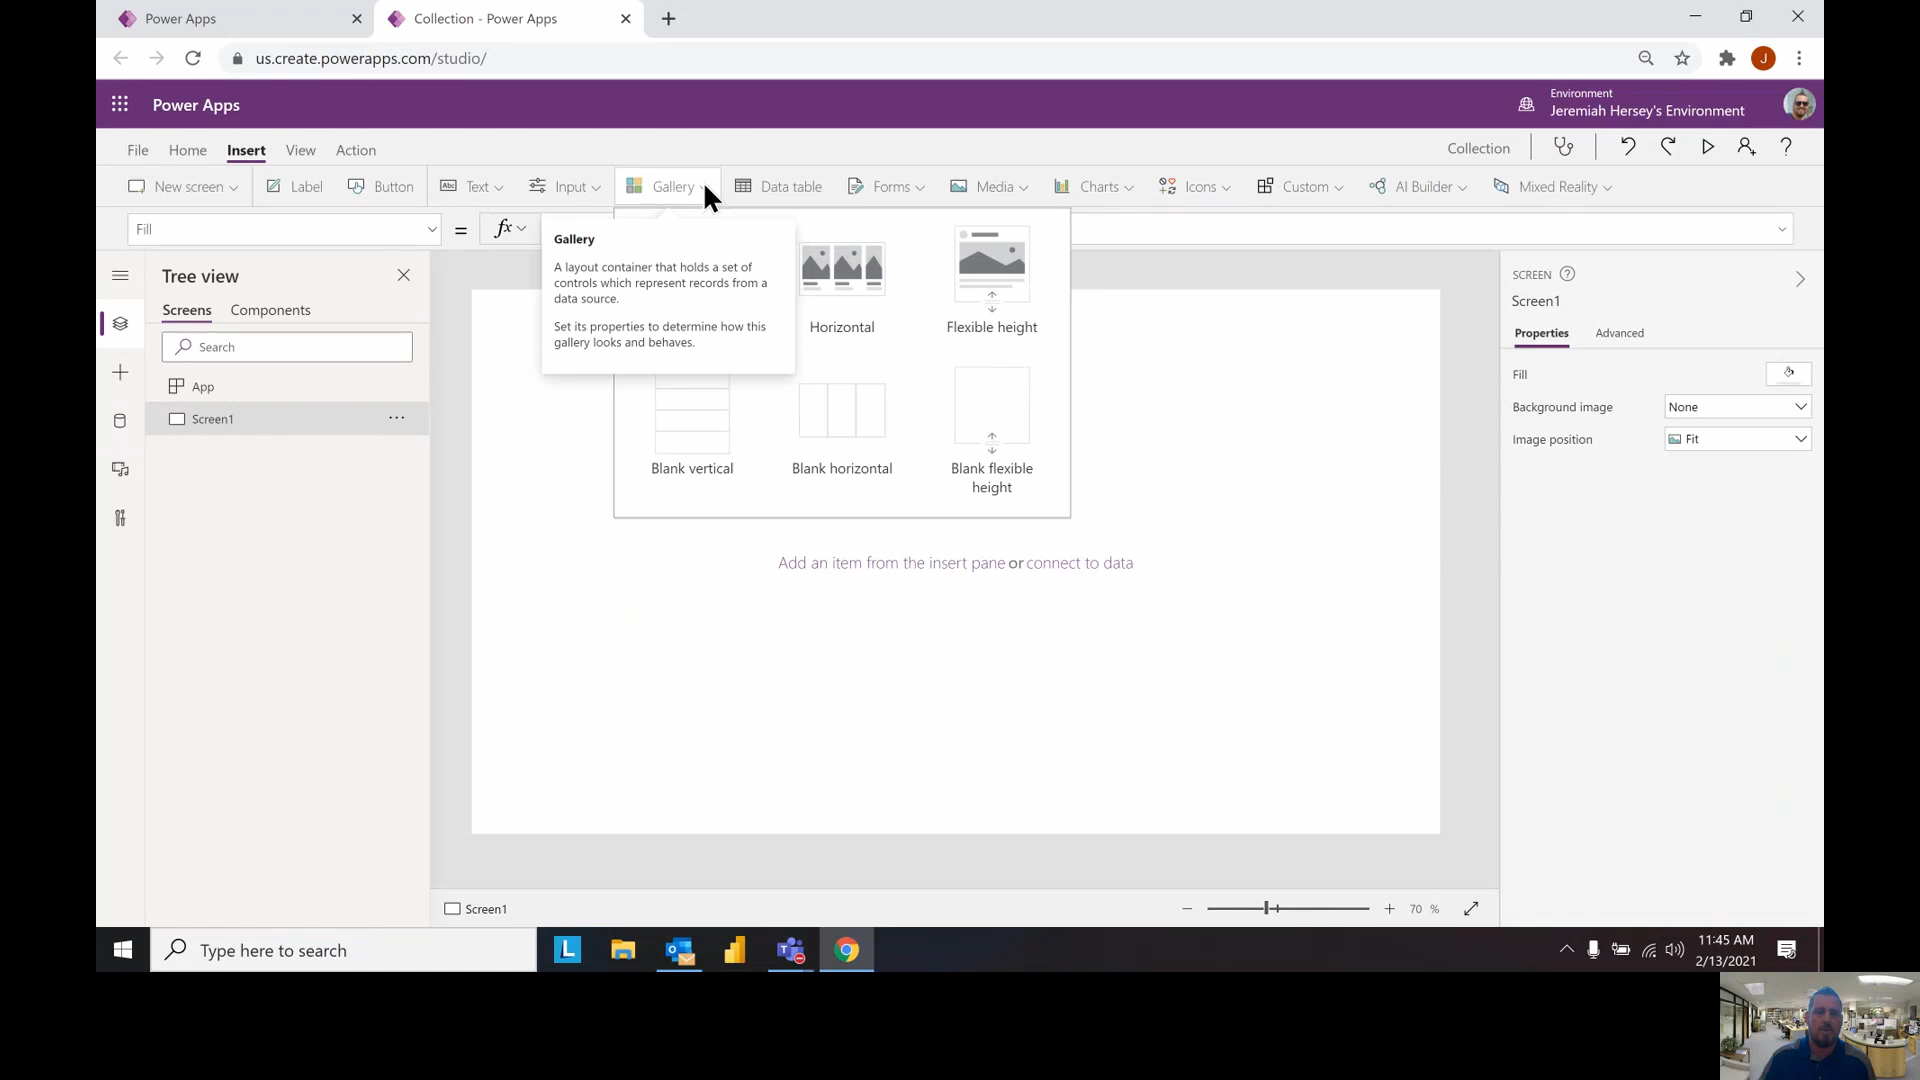 Power Apps
Collection - Power Apps
us.create.powerapps.com/studio/
J
Power Apps
Environment
Jeremiah Hersey's Environment
File Home Insert View Action
Collection
New screen Label Button Text Input Gallery Data table Forms Media Charts Icons Custom AI Builder Mixed Reality
Fill = fx
Tree view
Screens Components
Search
App
Screen1
Gallery
A layout container that holds a set of
controls which represent records from a
data source.
Set its properties to determine how this
gallery looks and behaves.
Horizontal
Flexible height
Blank vertical
Blank horizontal
Blank flexible
height
Add an item from the insert pane or connect to data
SCREEN
Screen1
Properties Advanced
Fill
Background image None
Image position Fit
Screen1
70 %
Type here to search
L
11:45 AM
2/13/2021